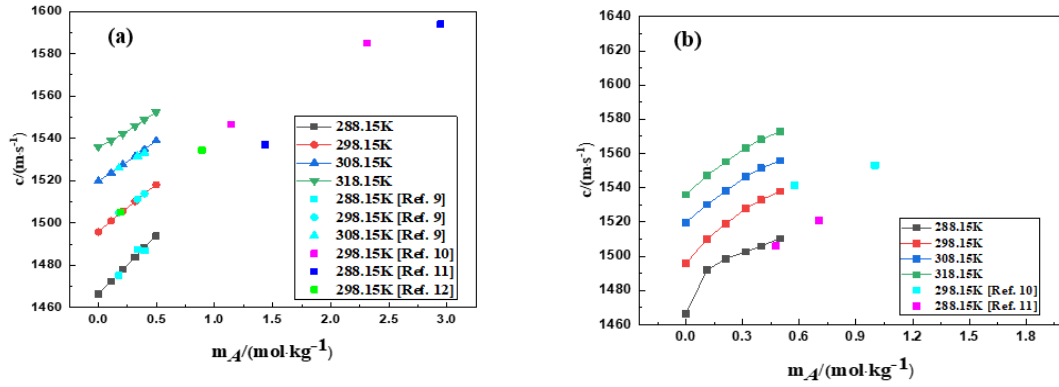 (a)
1600
1580
1560
1540
1520
1500
1480
1460
c/(m·s⁻¹)
288.15K
298.15K
308.15K
318.15K
288.15K [Ref. 9]
298.15K [Ref. 9]
308.15K [Ref. 9]
298.15K [Ref. 10]
288.15K [Ref. 11]
298.15K [Ref. 12]
0.0 0.5 1.0 1.5 2.0 2.5 3.0
m_A/(mol·kg⁻¹)
(b)
1640
1620
1600
1580
1560
1540
1520
1500
1480
1460
c/(m·s⁻¹)
288.15K
298.15K
308.15K
318.15K
298.15K [Ref. 10]
288.15K [Ref. 11]
0.0 0.3 0.6 0.9 1.2 1.5 1.8
m_A/(mol·kg⁻¹)